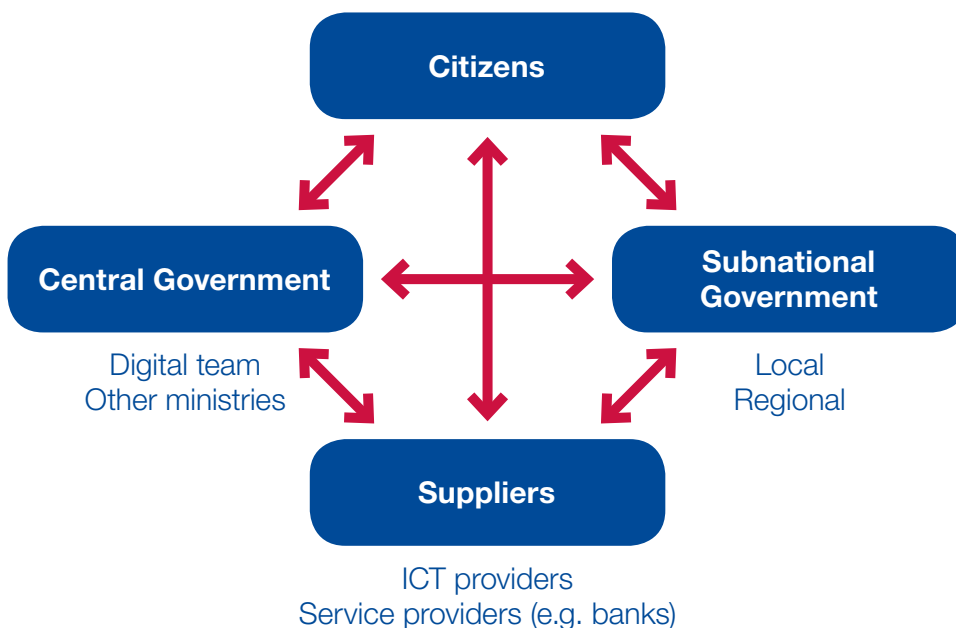 Citizens
Central Government
Digital team
Other ministries
Subnational
Government
Local
Regional
Suppliers
ICT providers
Service providers (e.g. banks)